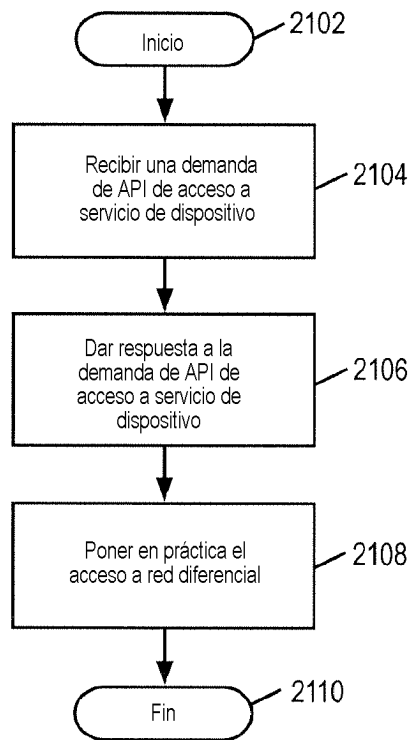 Inicio
2102
Recibir una demanda
de API de acceso a
servicio de dispositivo
2104
Dar respuesta a la
demanda de API de
acceso a servicio de
dispositivo
2106
Poner en práctica el
acceso a red diferencial
2108
Fin
2110